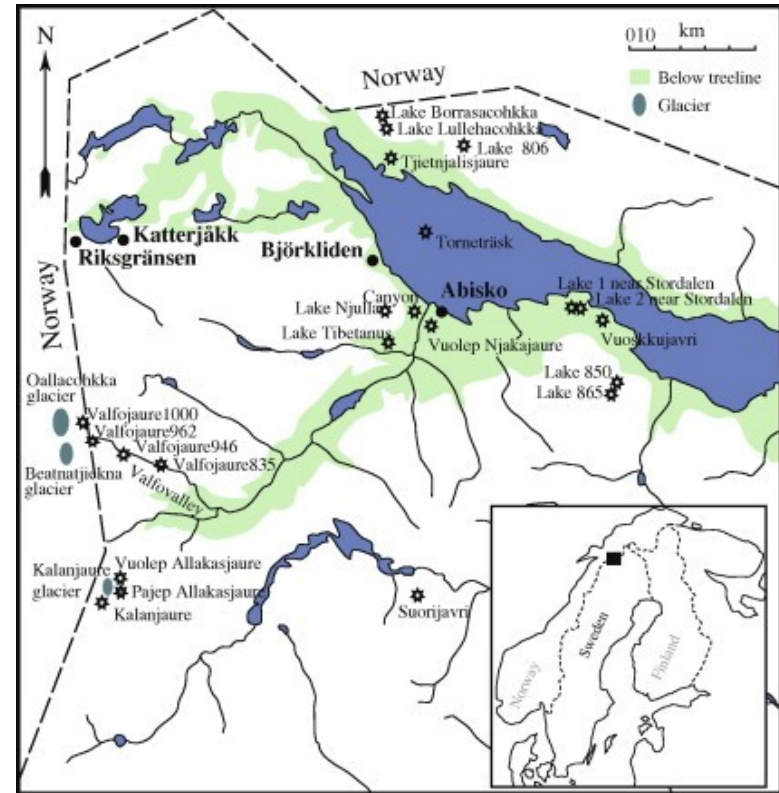 N
010 km
Below treeline
Glacier
Norway
Lake Borrasacohkka
Lake Lullehacohkka
Lake 806
Tjietnjalisjaure
Torneträsk
Katterjåkk
Riksgränsen
Björkliden
Norway
Abisko
Canyon
Lake Njulla
Lake Tibetanus
Vuolep Njakajaure
Lake 1 near Stordalen
Lake 2 near Stordalen
Vuoskkujavri
Lake 850
Lake 865
Oallacohkka
glacier
Valfojaure1000
Valfojaure962
Valfojaure946
Valfojaure835
Beatnatjiekna
glacier
Valfovalley
Kalanjaure
glacier
Vuolep Allakasjaure
Pajep Allakasjaure
Kalanjaure
Suorijavri
Norway
Sweden
Finland